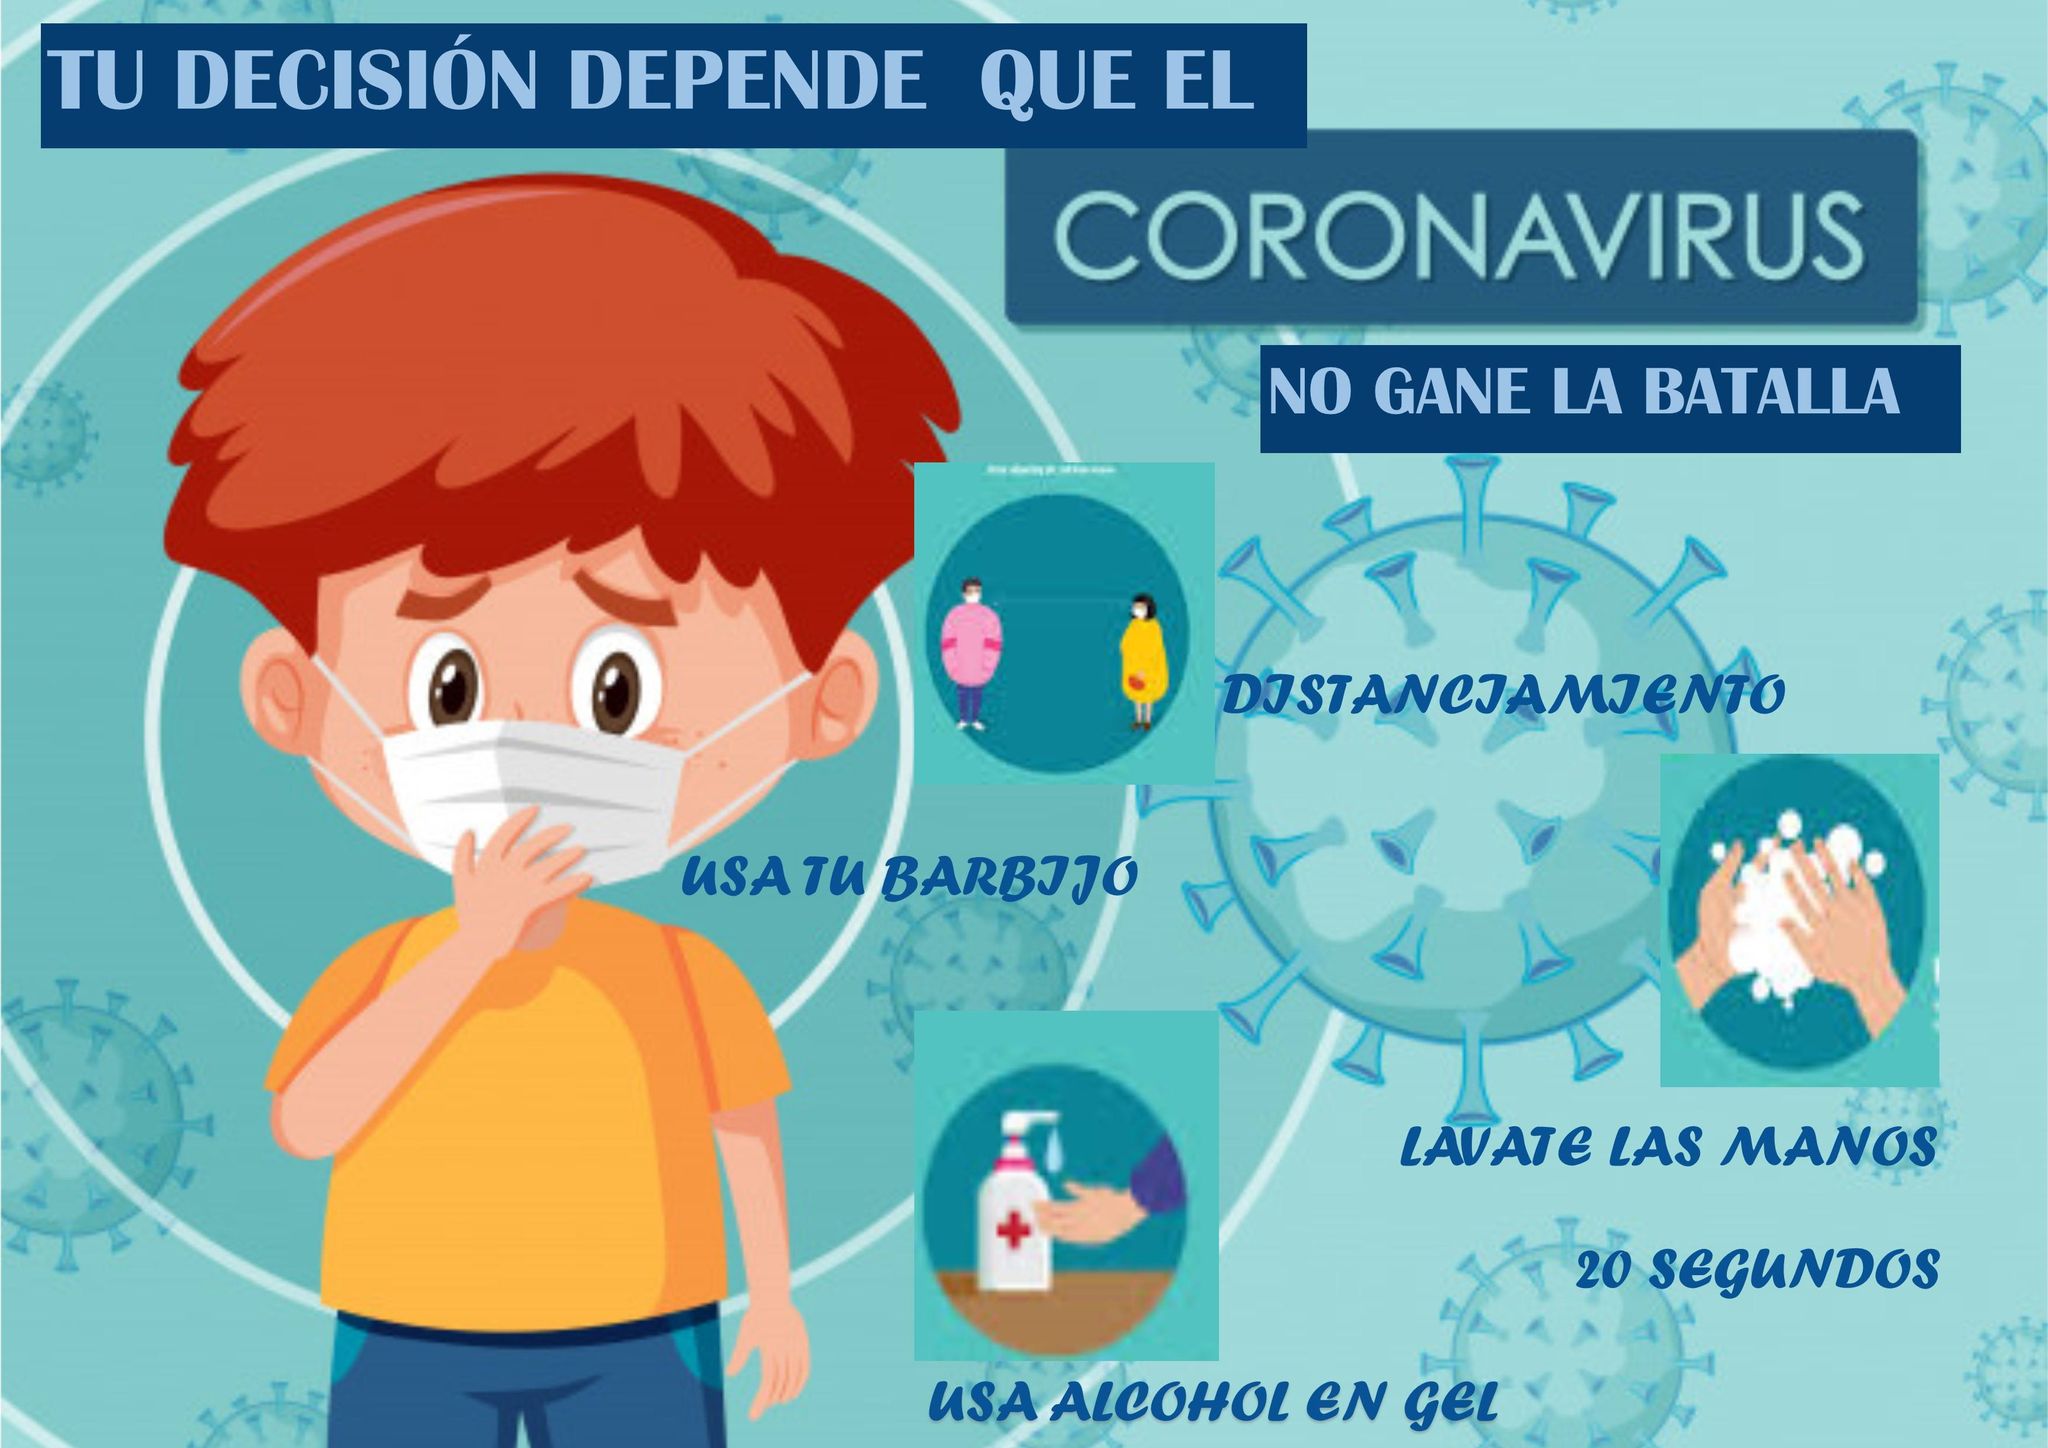 TU DECISIÓN DEPENDE QUE EL
CORONAVIRUS
NO GANE LA BATALLA
DISTANCIAMIENTO
USA TU BARBIJO
LAVATE LAS MANOS
20 SEGUNDOS
USA ALCOHOL EN GEL